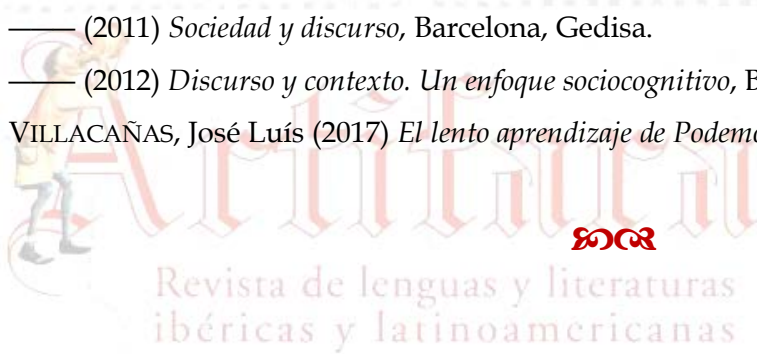 —— (2011) Sociedad y discurso, Barcelona, Gedisa.
—— (2012) Discurso y contexto. Un enfoque sociocognitivo,
VILLACAÑAS, José Luís (2017) El lento aprendizaje de
Artifara
Revista de lenguas y literaturas
ibéricas y latinoamericanas